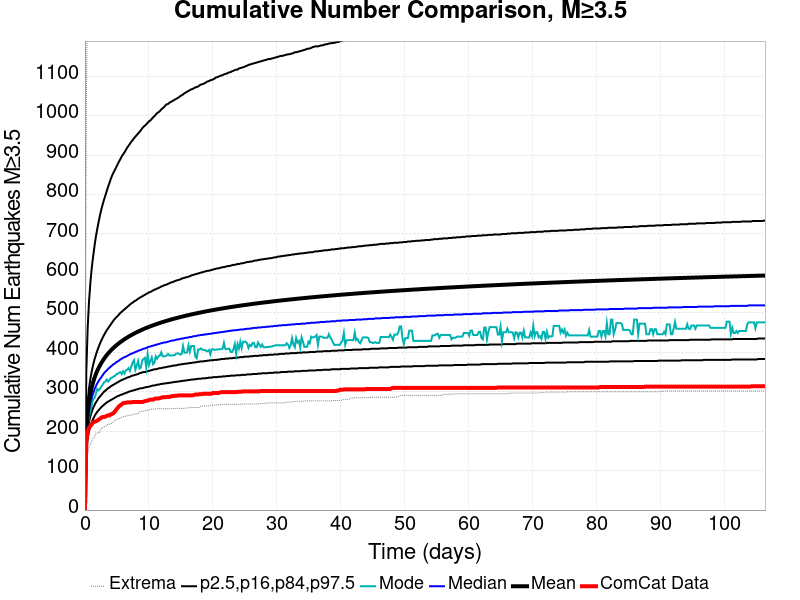 Cumulative Number Comparison, M≥3.5
Cumulative Num Earthquakes M≥3.5
1100
1000
900
800
700
600
500
400
300
200
100
0
0 10 20 30 40 50 60 70 80 90 100
Time (days)
Extrema p2.5,p16,p84,p97.5 Mode Median Mean ComCat Data